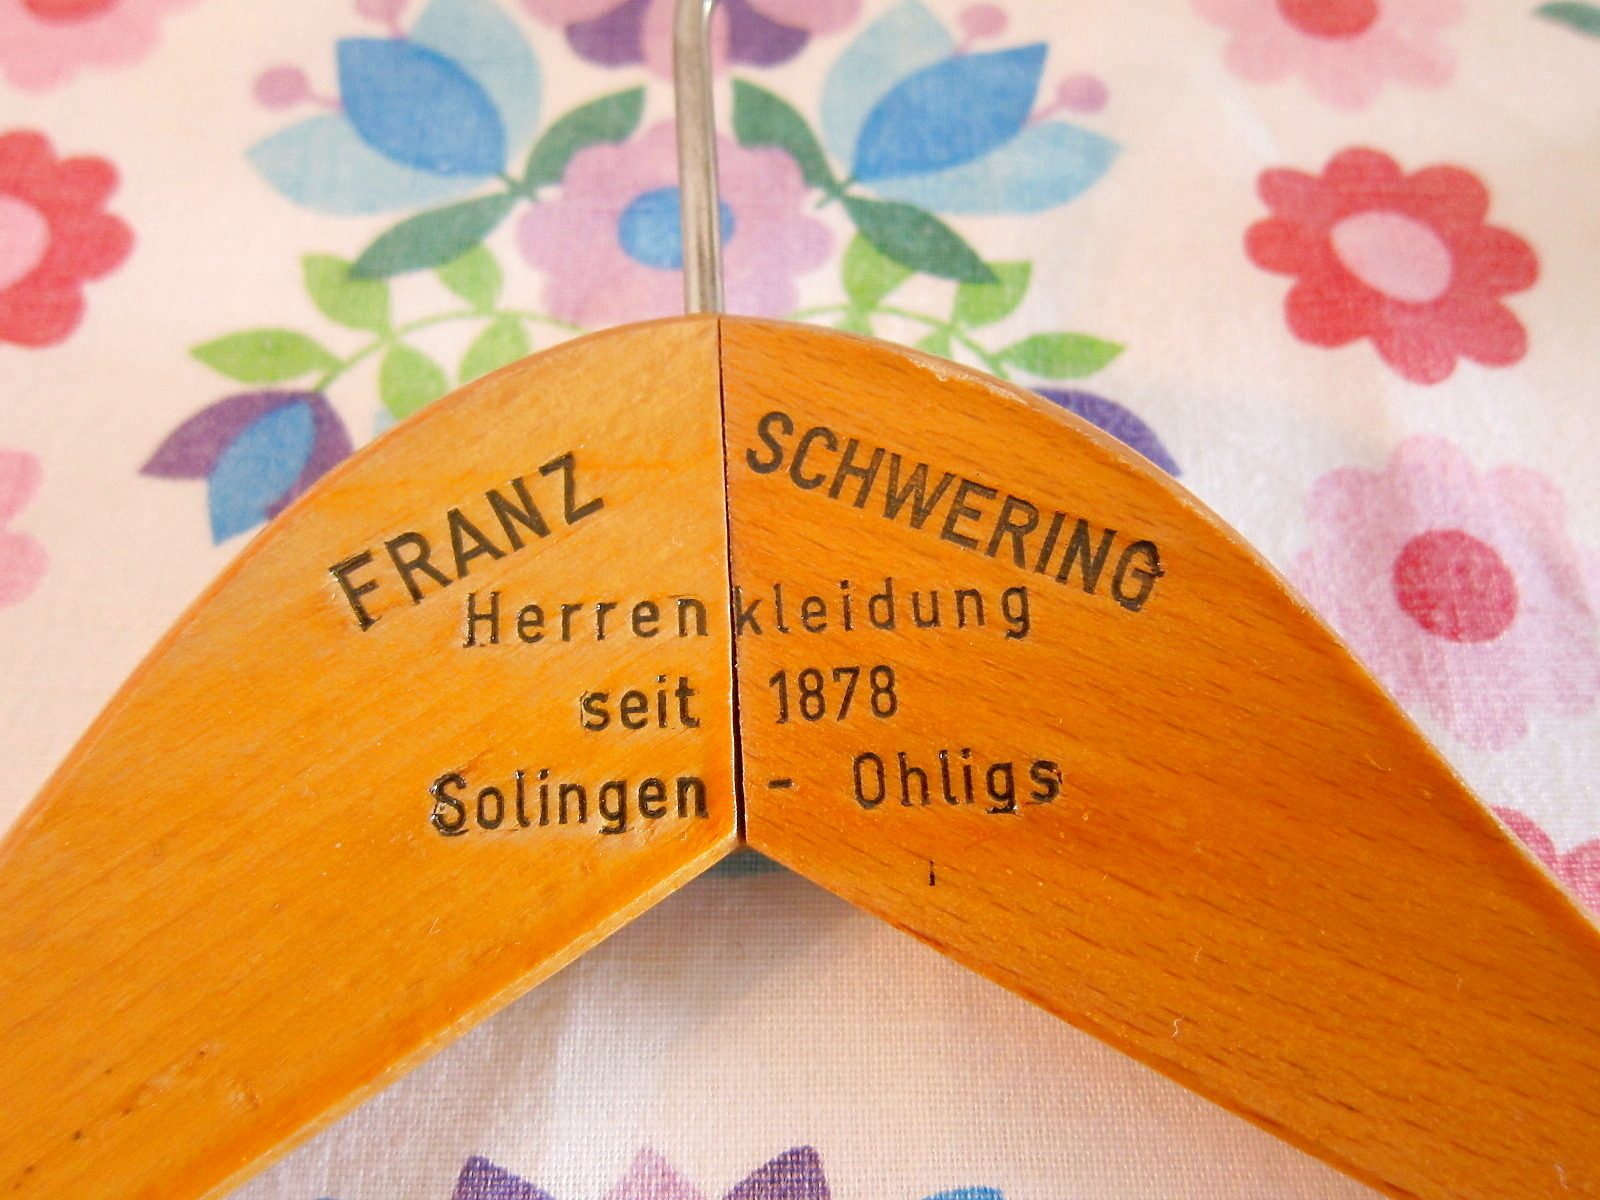 FRANZ SCHWERING
Herrenkleidung
seit 1878
Solingen - Ohligs